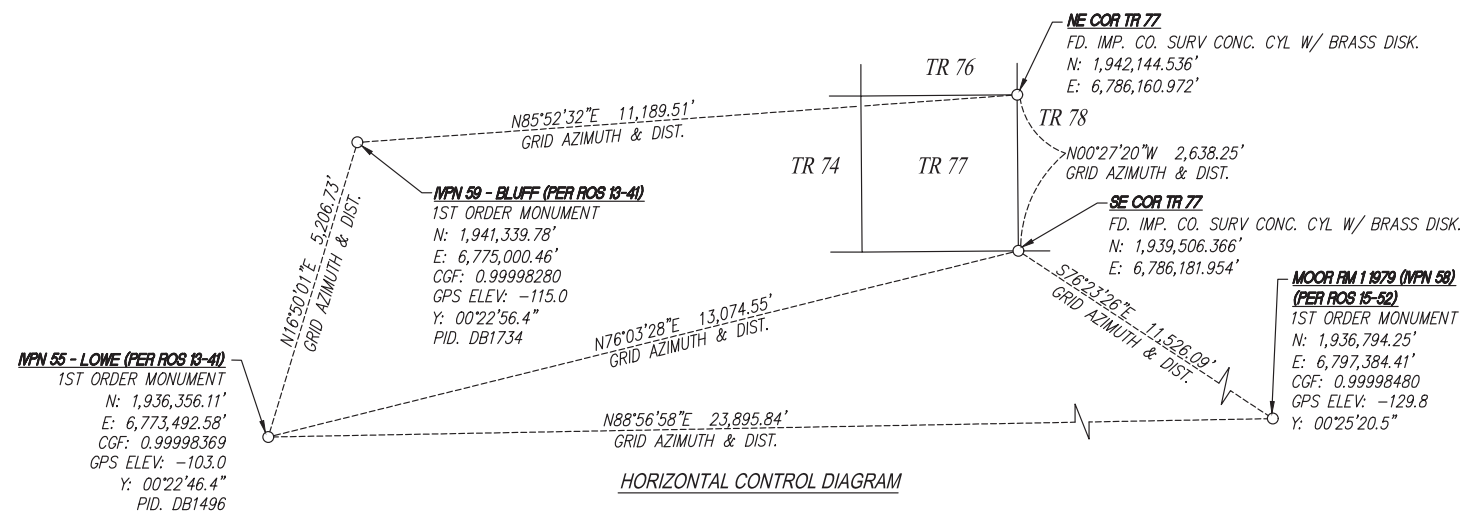 NE COR TR 77
FD. IMP. CO. SURV CONC. CYL W/ BRASS DISK.
N: 1,942,144.536'
E: 6,786,160.972'
TR 76
N85°52'32"E 11,189.51'
GRID AZIMUTH & DIST.
TR 78
TR 74
TR 77
N00°27'20"W 2,638.25'
GRID AZIMUTH & DIST.
IVPN 59 - BLUFF (PER ROS 13-41)
1ST ORDER MONUMENT
N: 1,941,339.78'
E: 6,775,000.46'
CGF: 0.99998280
GPS ELEV: -115.0
Y: 00°22'56.4"
PID. DB1734
N16°50'01"E 5,206.73'
GRID AZIMUTH & DIST.
SE COR TR 77
FD. IMP. CO. SURV CONC. CYL W/ BRASS DISK.
N: 1,939,506.366'
E: 6,786,181.954'
S76°23'26"E 11,526.09'
GRID AZIMUTH & DIST.
MOOR RM 1 1979 (IVPN 58)
(PER ROS 15-52)
1ST ORDER MONUMENT
N: 1,936,794.25'
E: 6,797,384.41'
CGF: 0.99998480
GPS ELEV: -129.8
Y: 00°25'20.5"
N76°03'28"E 13,074.55'
GRID AZIMUTH & DIST.
IVPN 55 - LOWE (PER ROS 13-41)
1ST ORDER MONUMENT
N: 1,936,356.11'
E: 6,773,492.58'
CGF: 0.99998369
GPS ELEV: -103.0
Y: 00°22'46.4"
PID. DB1496
N88°56'58"E 23,895.84'
GRID AZIMUTH & DIST.
HORIZONTAL CONTROL DIAGRAM